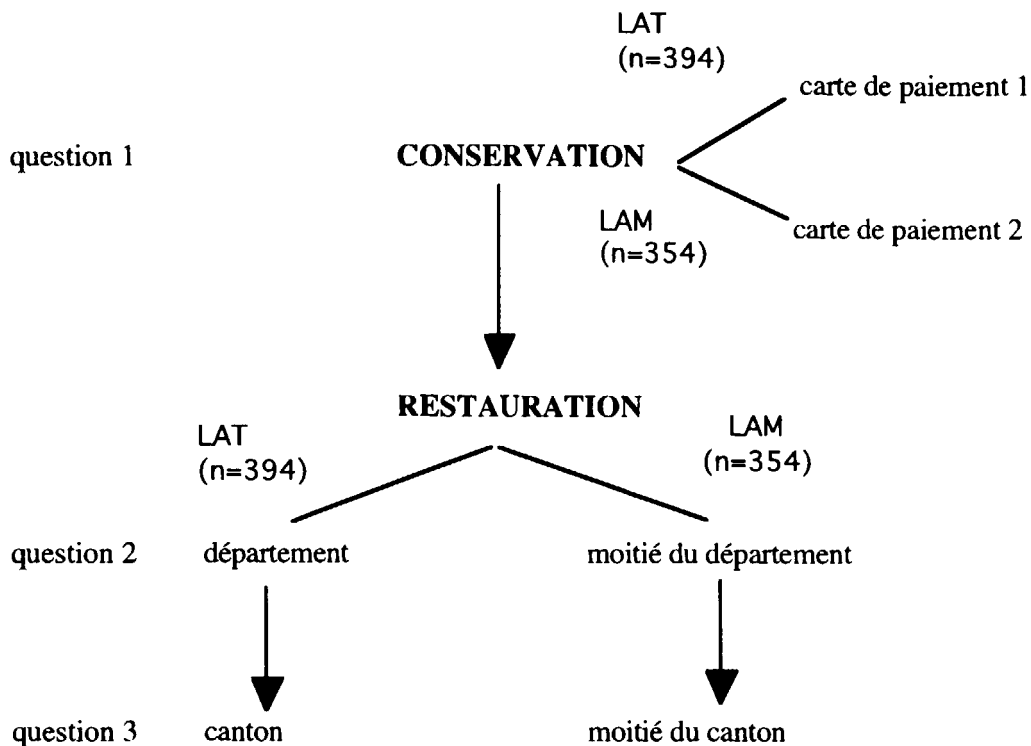 LAT
(n=394)
carte de paiement 1
question 1
CONSERVATION
LAM
(n=354)
carte de paiement 2
RESTAURATION
LAT
(n=394)
LAM
(n=354)
question 2
département
moitié du département
question 3
canton
moitié du canton